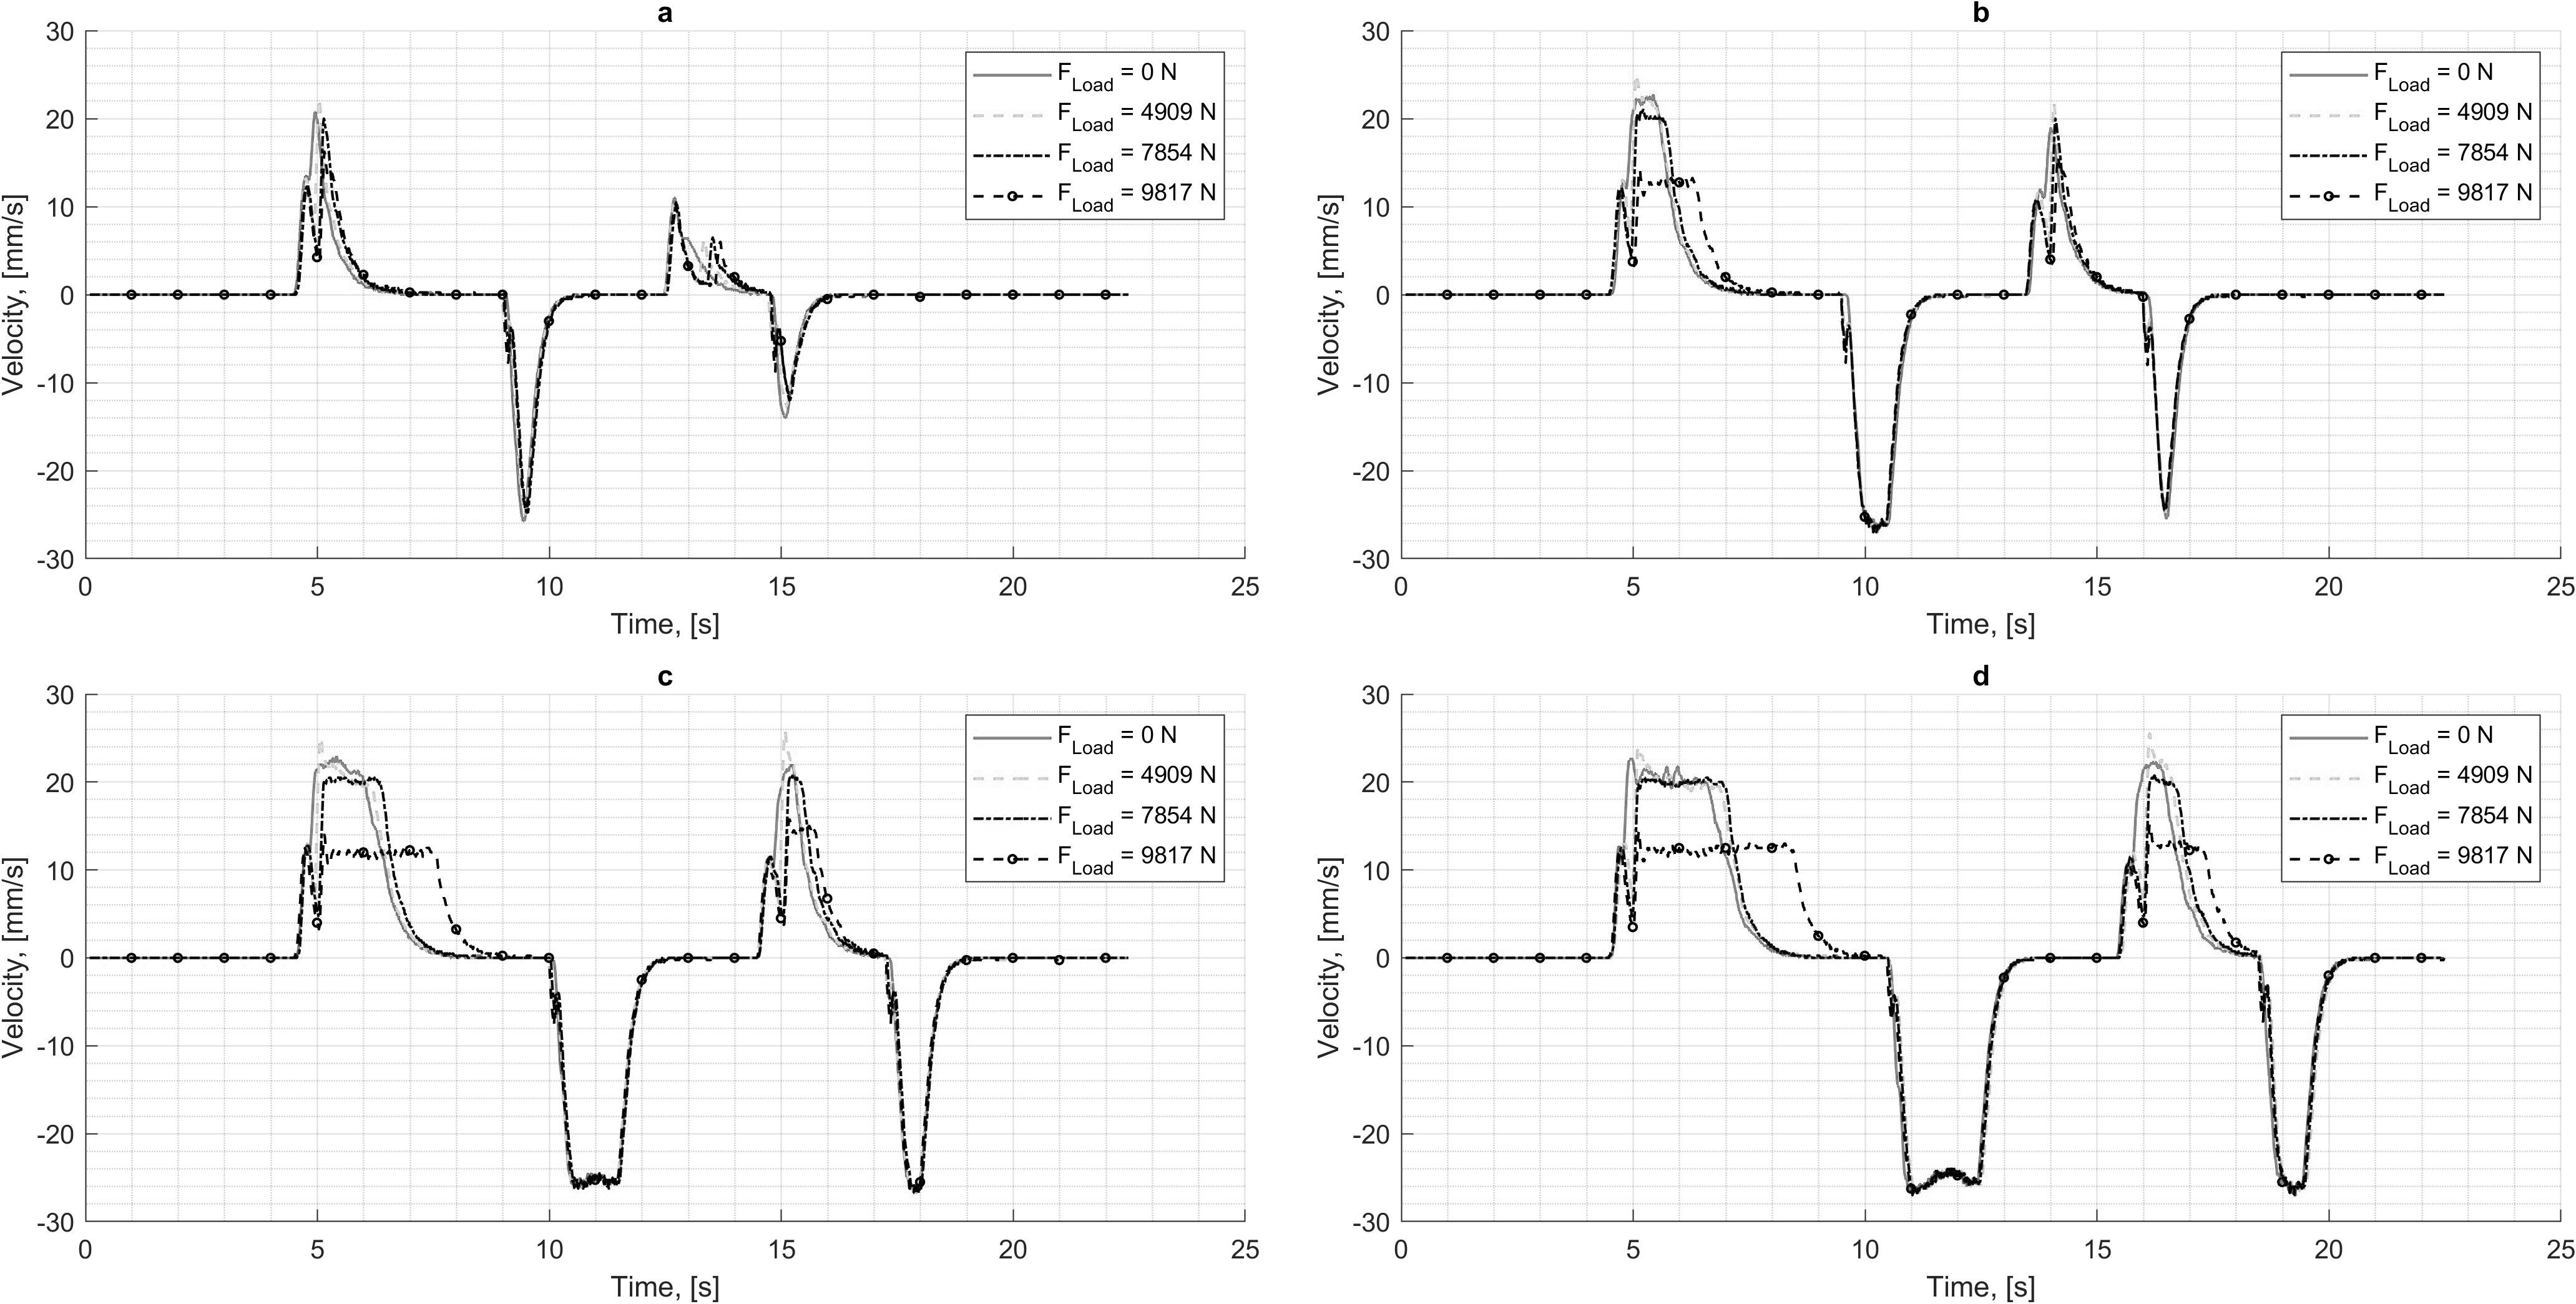 a
30
20
10
0
-10
-20
-30
Velocity, [mm/s]
0 5 10 15 20 25
Time, [s]
F_Load = 0 N
F_Load = 4909 N
F_Load = 7854 N
F_Load = 9817 N
b
30
20
10
0
-10
-20
-30
Velocity, [mm/s]
0 5 10 15 20 25
Time, [s]
F_Load = 0 N
F_Load = 4909 N
F_Load = 7854 N
F_Load = 9817 N
c
30
20
10
0
-10
-20
-30
Velocity, [mm/s]
0 5 10 15 20 25
Time, [s]
F_Load = 0 N
F_Load = 4909 N
F_Load = 7854 N
F_Load = 9817 N
d
30
20
10
0
-10
-20
-30
Velocity, [mm/s]
0 5 10 15 20 25
Time, [s]
F_Load = 0 N
F_Load = 4909 N
F_Load = 7854 N
F_Load = 9817 N